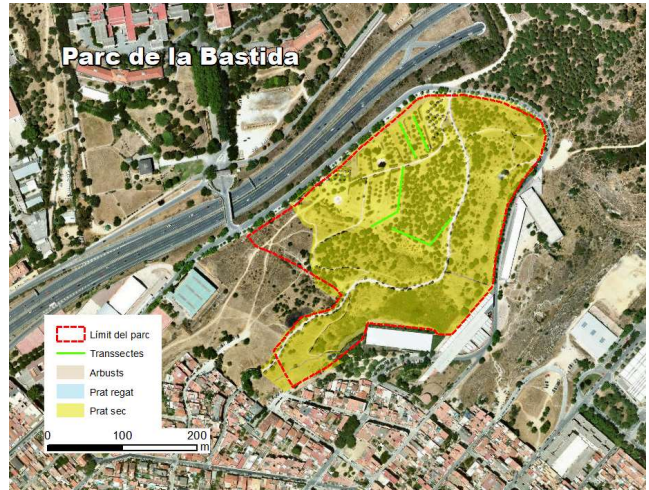 Parc de la Bastida
Límit del parc
Transsectes
Arbusts
Prat regat
Prat sec
0 100 200
m